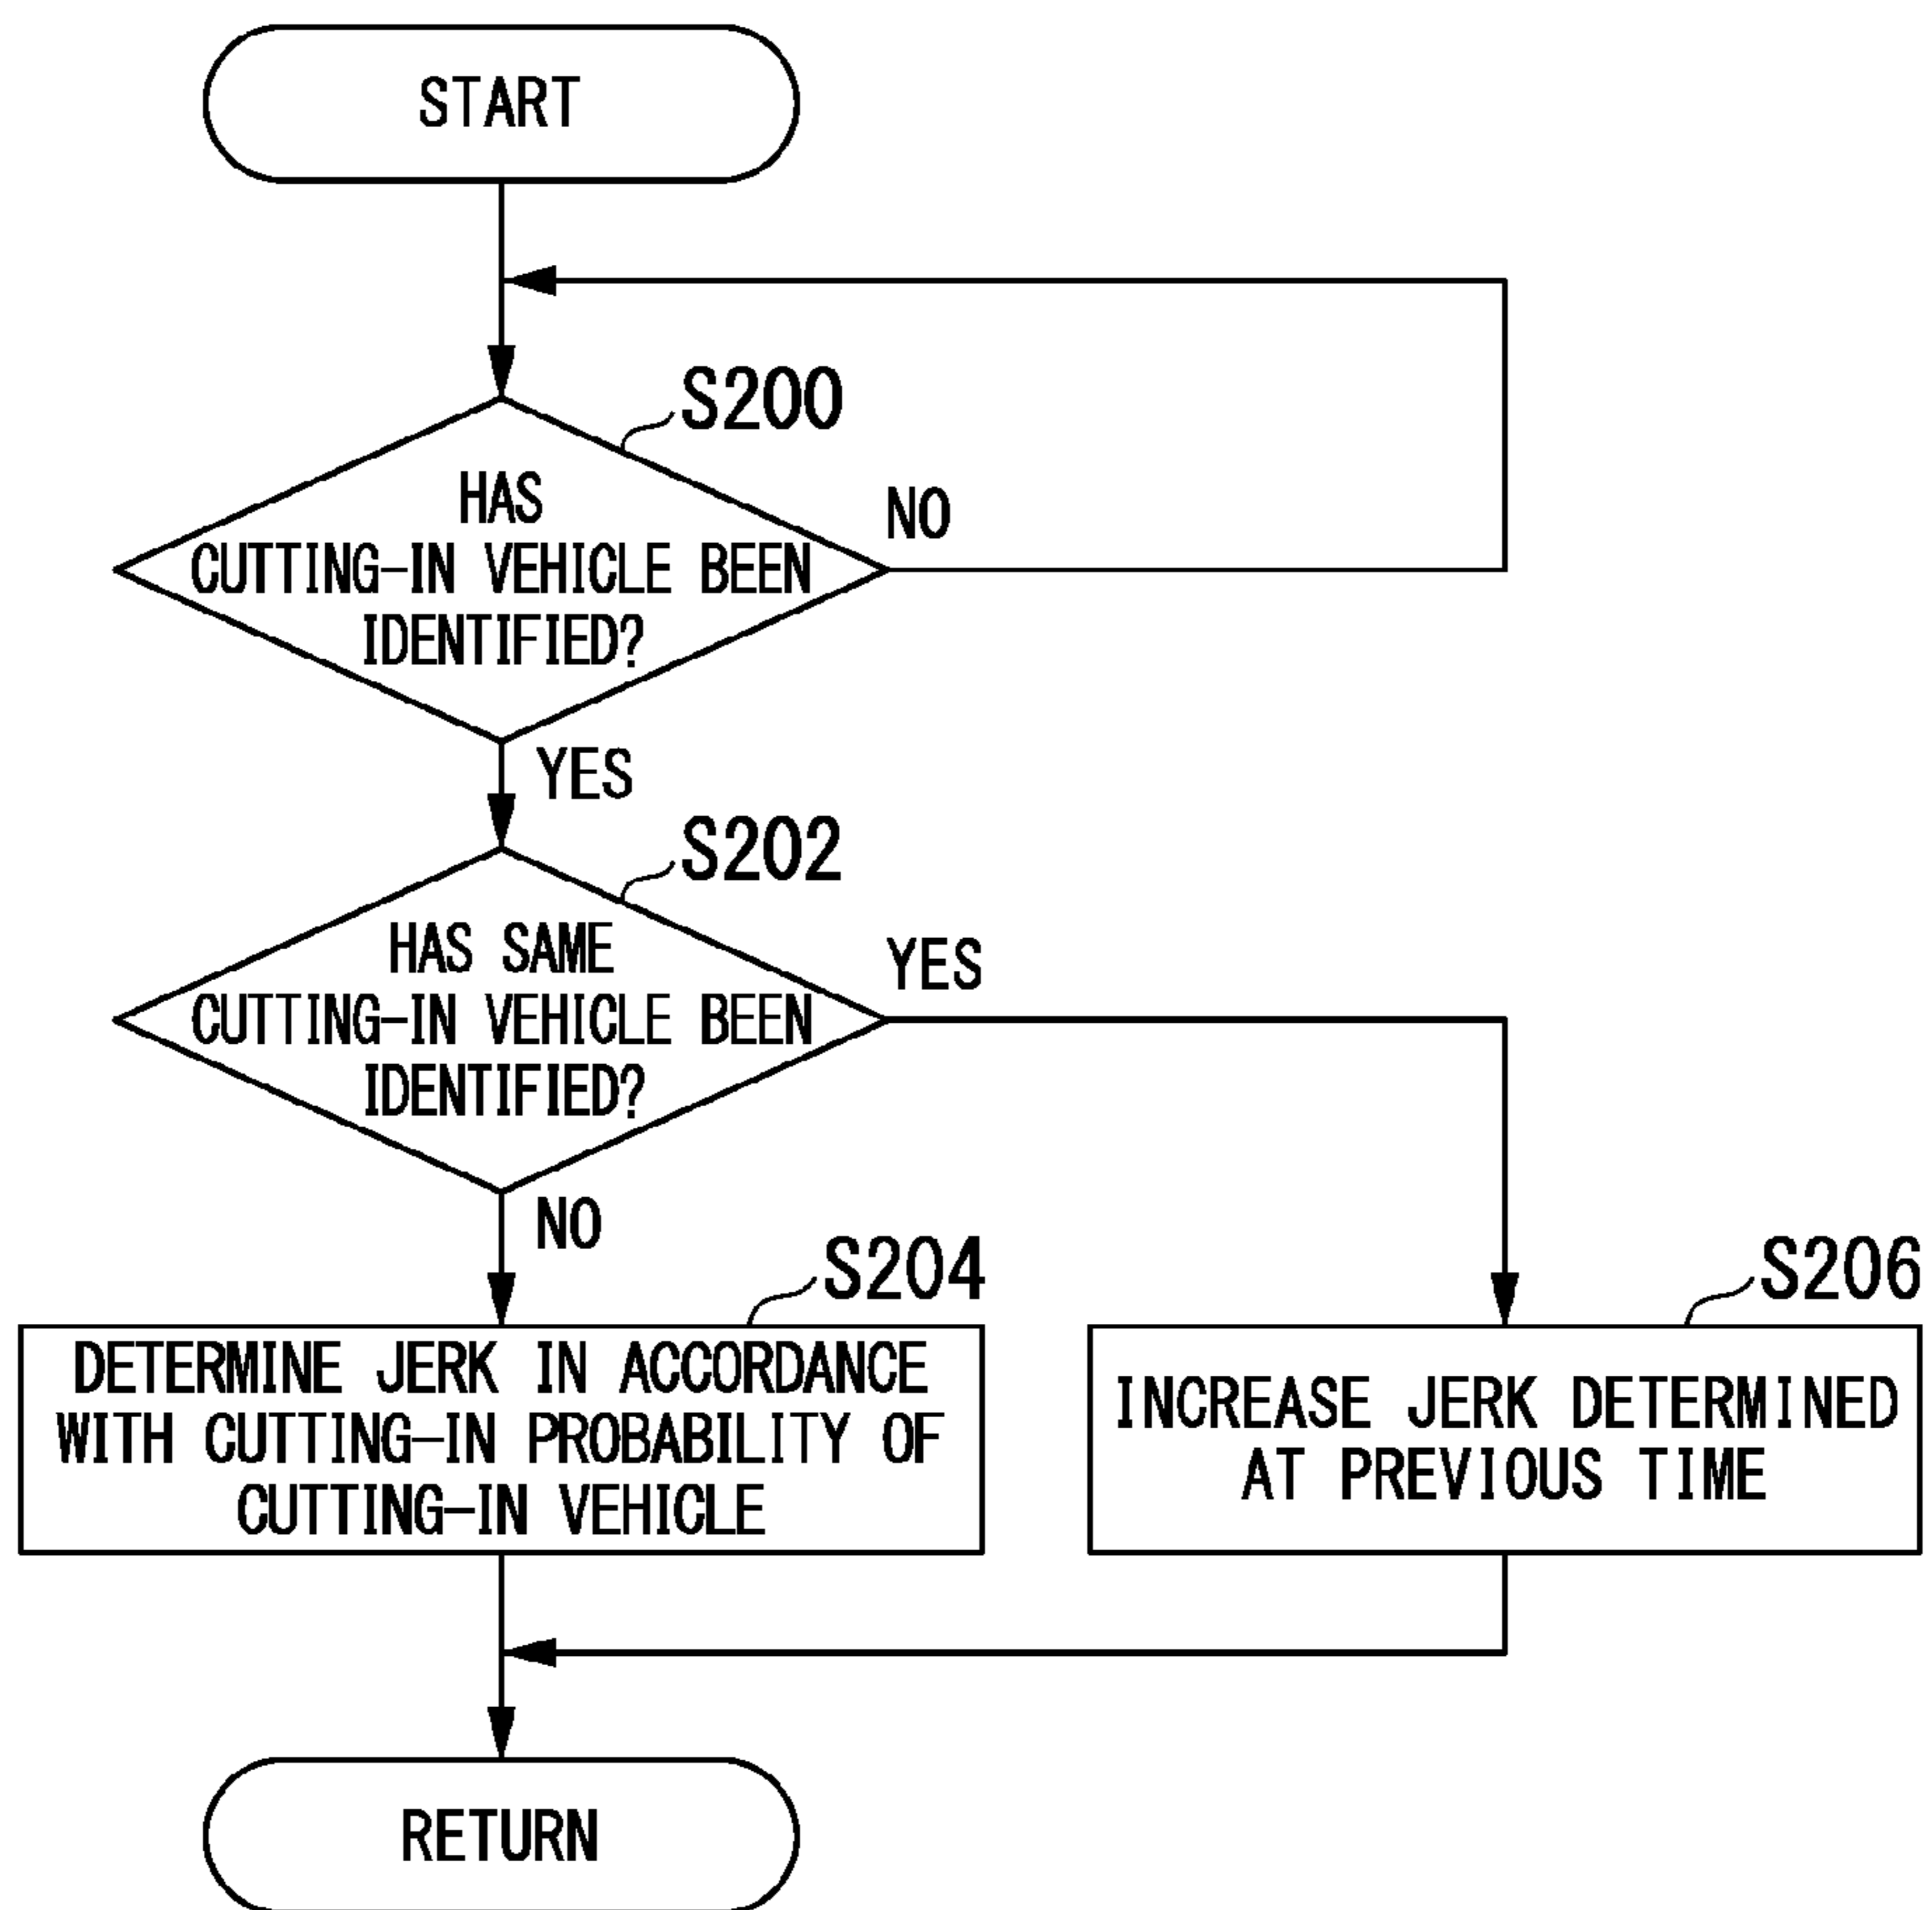 START
S200
HAS
CUTTING-IN VEHICLE BEEN
IDENTIFIED?
NO
YES
S202
HAS SAME
CUTTING-IN VEHICLE BEEN
IDENTIFIED?
YES
NO
S204
DETERMINE JERK IN ACCORDANCE
WITH CUTTING-IN PROBABILITY OF
CUTTING-IN VEHICLE
S206
INCREASE JERK DETERMINED
AT PREVIOUS TIME
RETURN